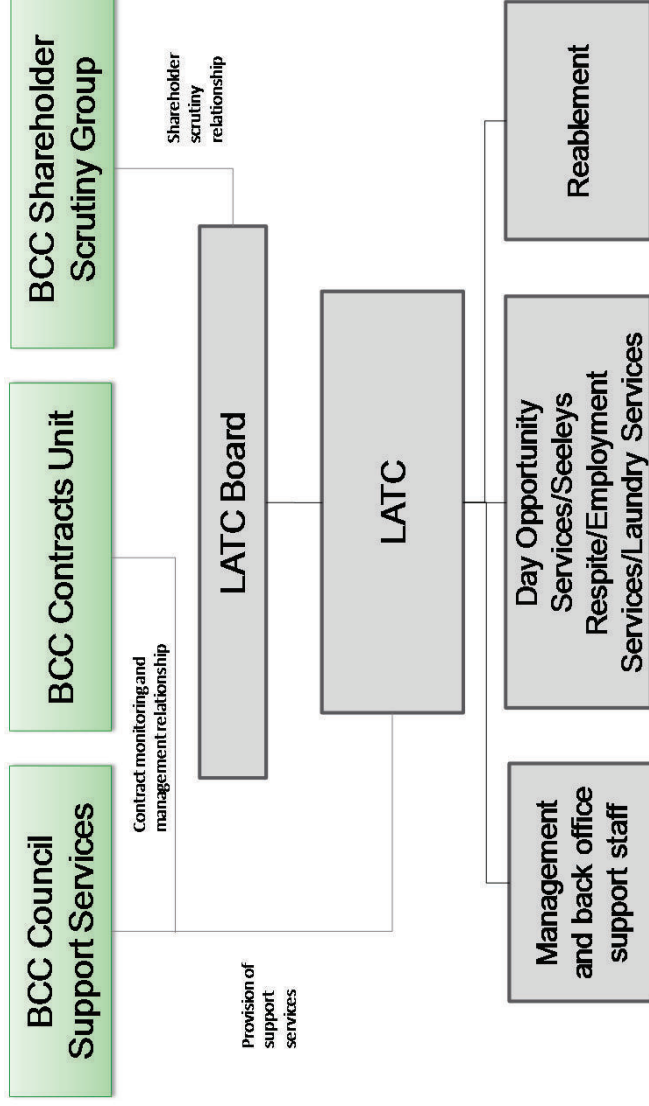 BCC Council
Support Services
BCC Contracts Unit
BCC Shareholder
Scrutiny Group
Contract monitoring and
management relationship
Shareholder
scrutiny
relationship
LATC Board
Provision of
support
services
LATC
Management
and back office
support staff
Day Opportunity
Services/Seeleys
Respite/Employment
Services/Laundry Services
Reablement